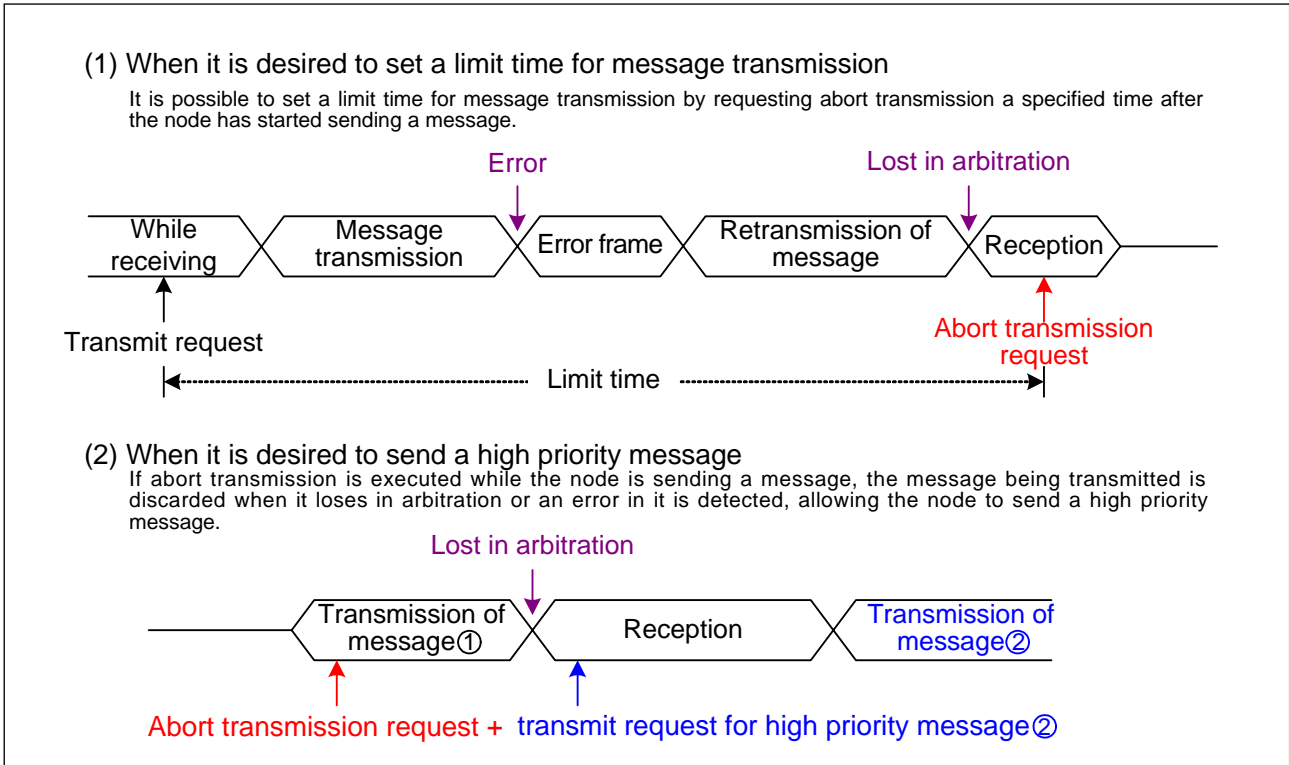 (1) When it is desired to set a limit time for message transmission
It is possible to set a limit time for message transmission by requesting abort transmission a specified time after
the node has started sending a message.
Error
Lost in arbitration
While
receiving
Message
transmission
Error frame
Retransmission of
message
Reception
Transmit request
Abort transmission
request
Limit time
(2) When it is desired to send a high priority message
If abort transmission is executed while the node is sending a message, the message being transmitted is
discarded when it loses in arbitration or an error in it is detected, allowing the node to send a high priority
message.
Lost in arbitration
Transmission of
message①
Reception
Transmission of
message②
Abort transmission request + transmit request for high priority message②